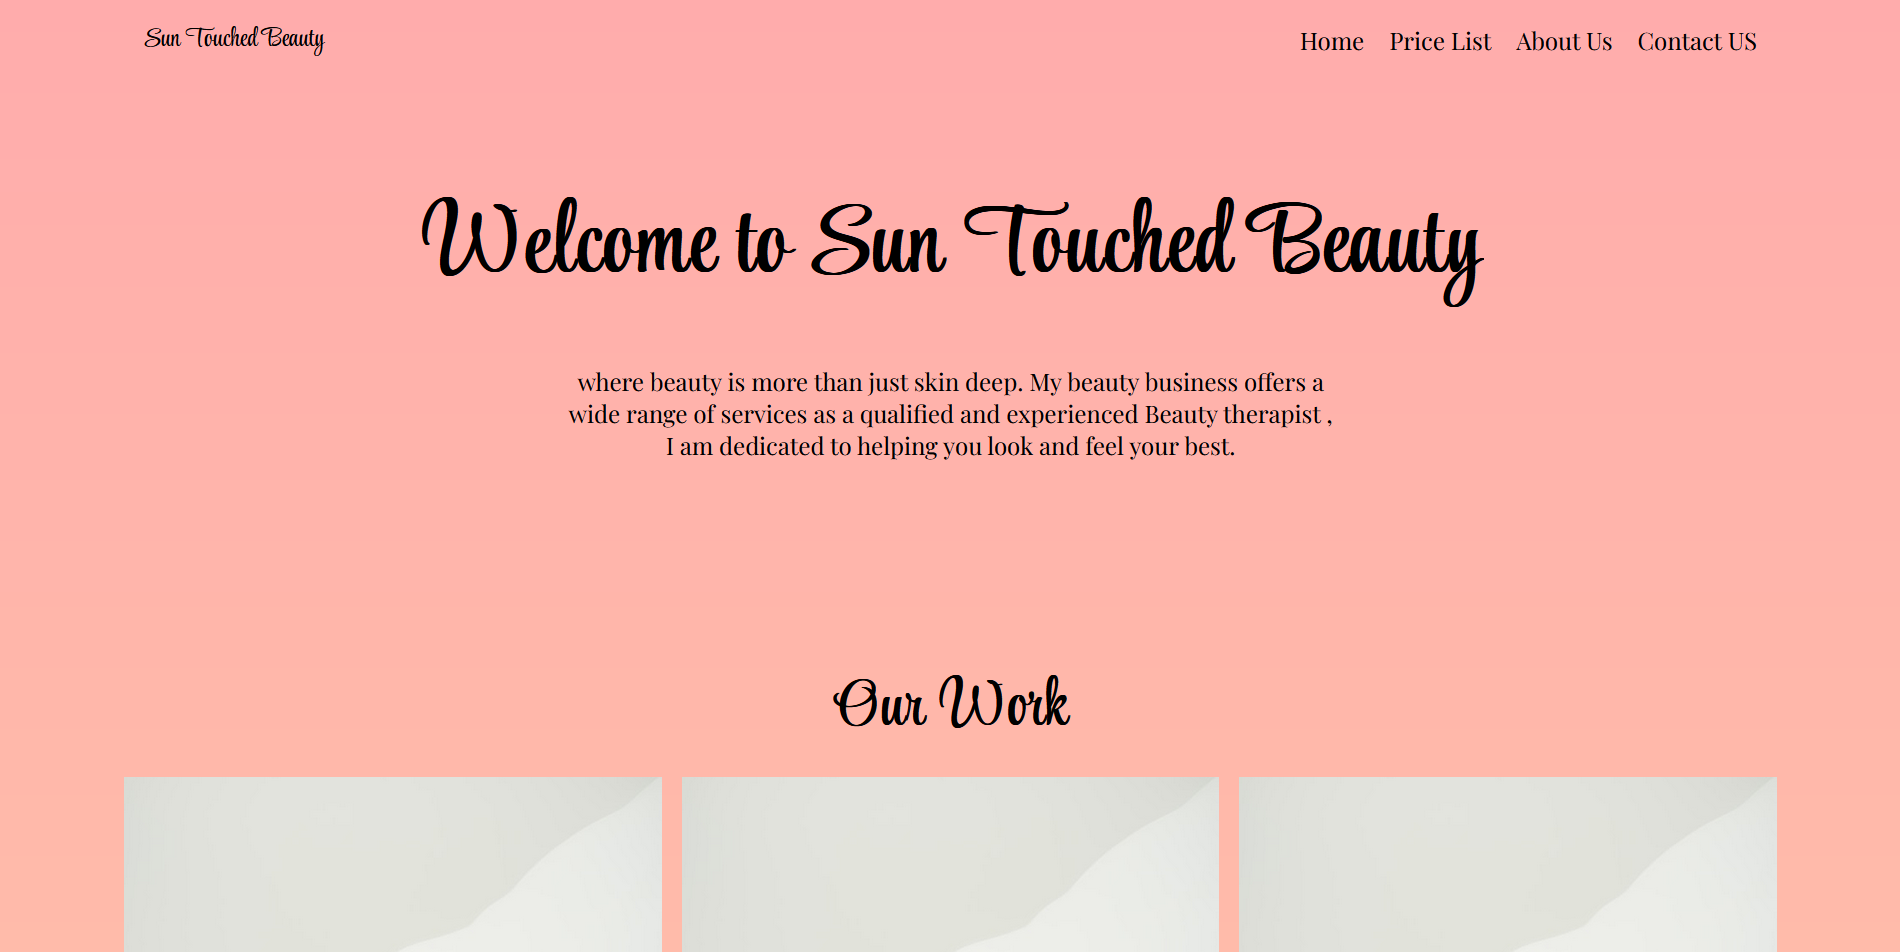 Sun Touched Beauty
Home Price List About Us Contact US
Welcome to Sun Touched Beauty
where beauty is more than just skin deep. My beauty business offers a
wide range of services as a qualified and experienced Beauty therapist ,
I am dedicated to helping you look and feel your best.
Our Work